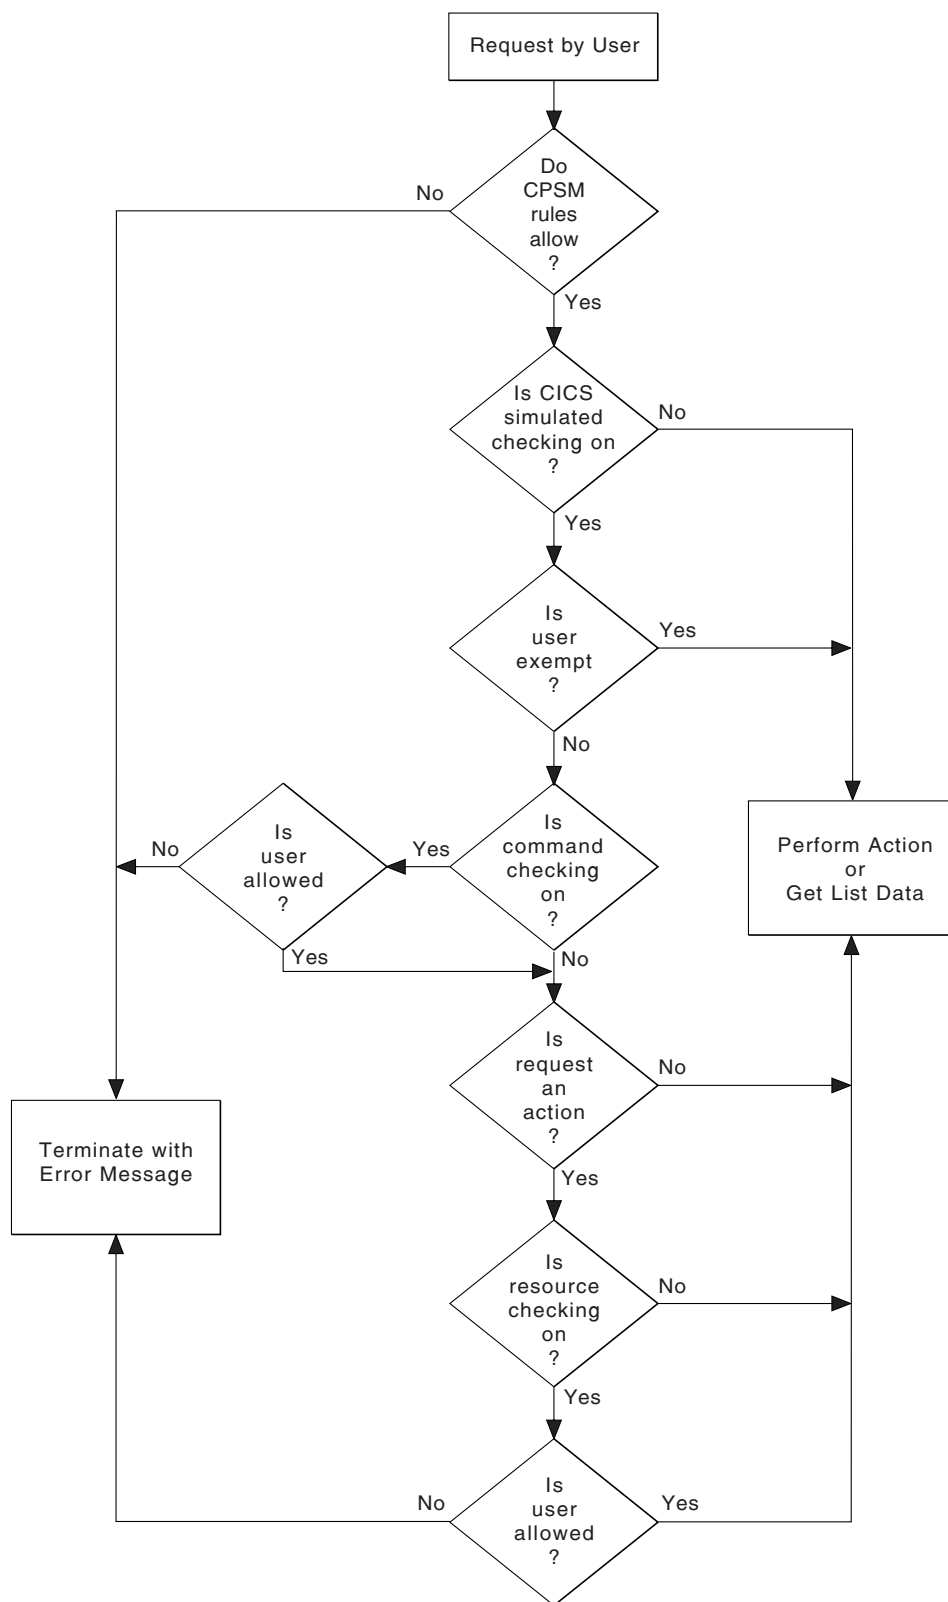 Request by User
Do
CPSM
rules
allow
?
No
Yes
Is CICS
simulated
checking on
?
No
Yes
Is
user
exempt
?
Yes
No
Is
command
checking
on
?
Yes
No
Is
user
allowed
?
No
Yes
Perform Action
or
Get List Data
Is
request
an
action
?
No
Yes
Terminate with
Error Message
Is
resource
checking
on
?
No
Yes
Is
user
allowed
?
No
Yes